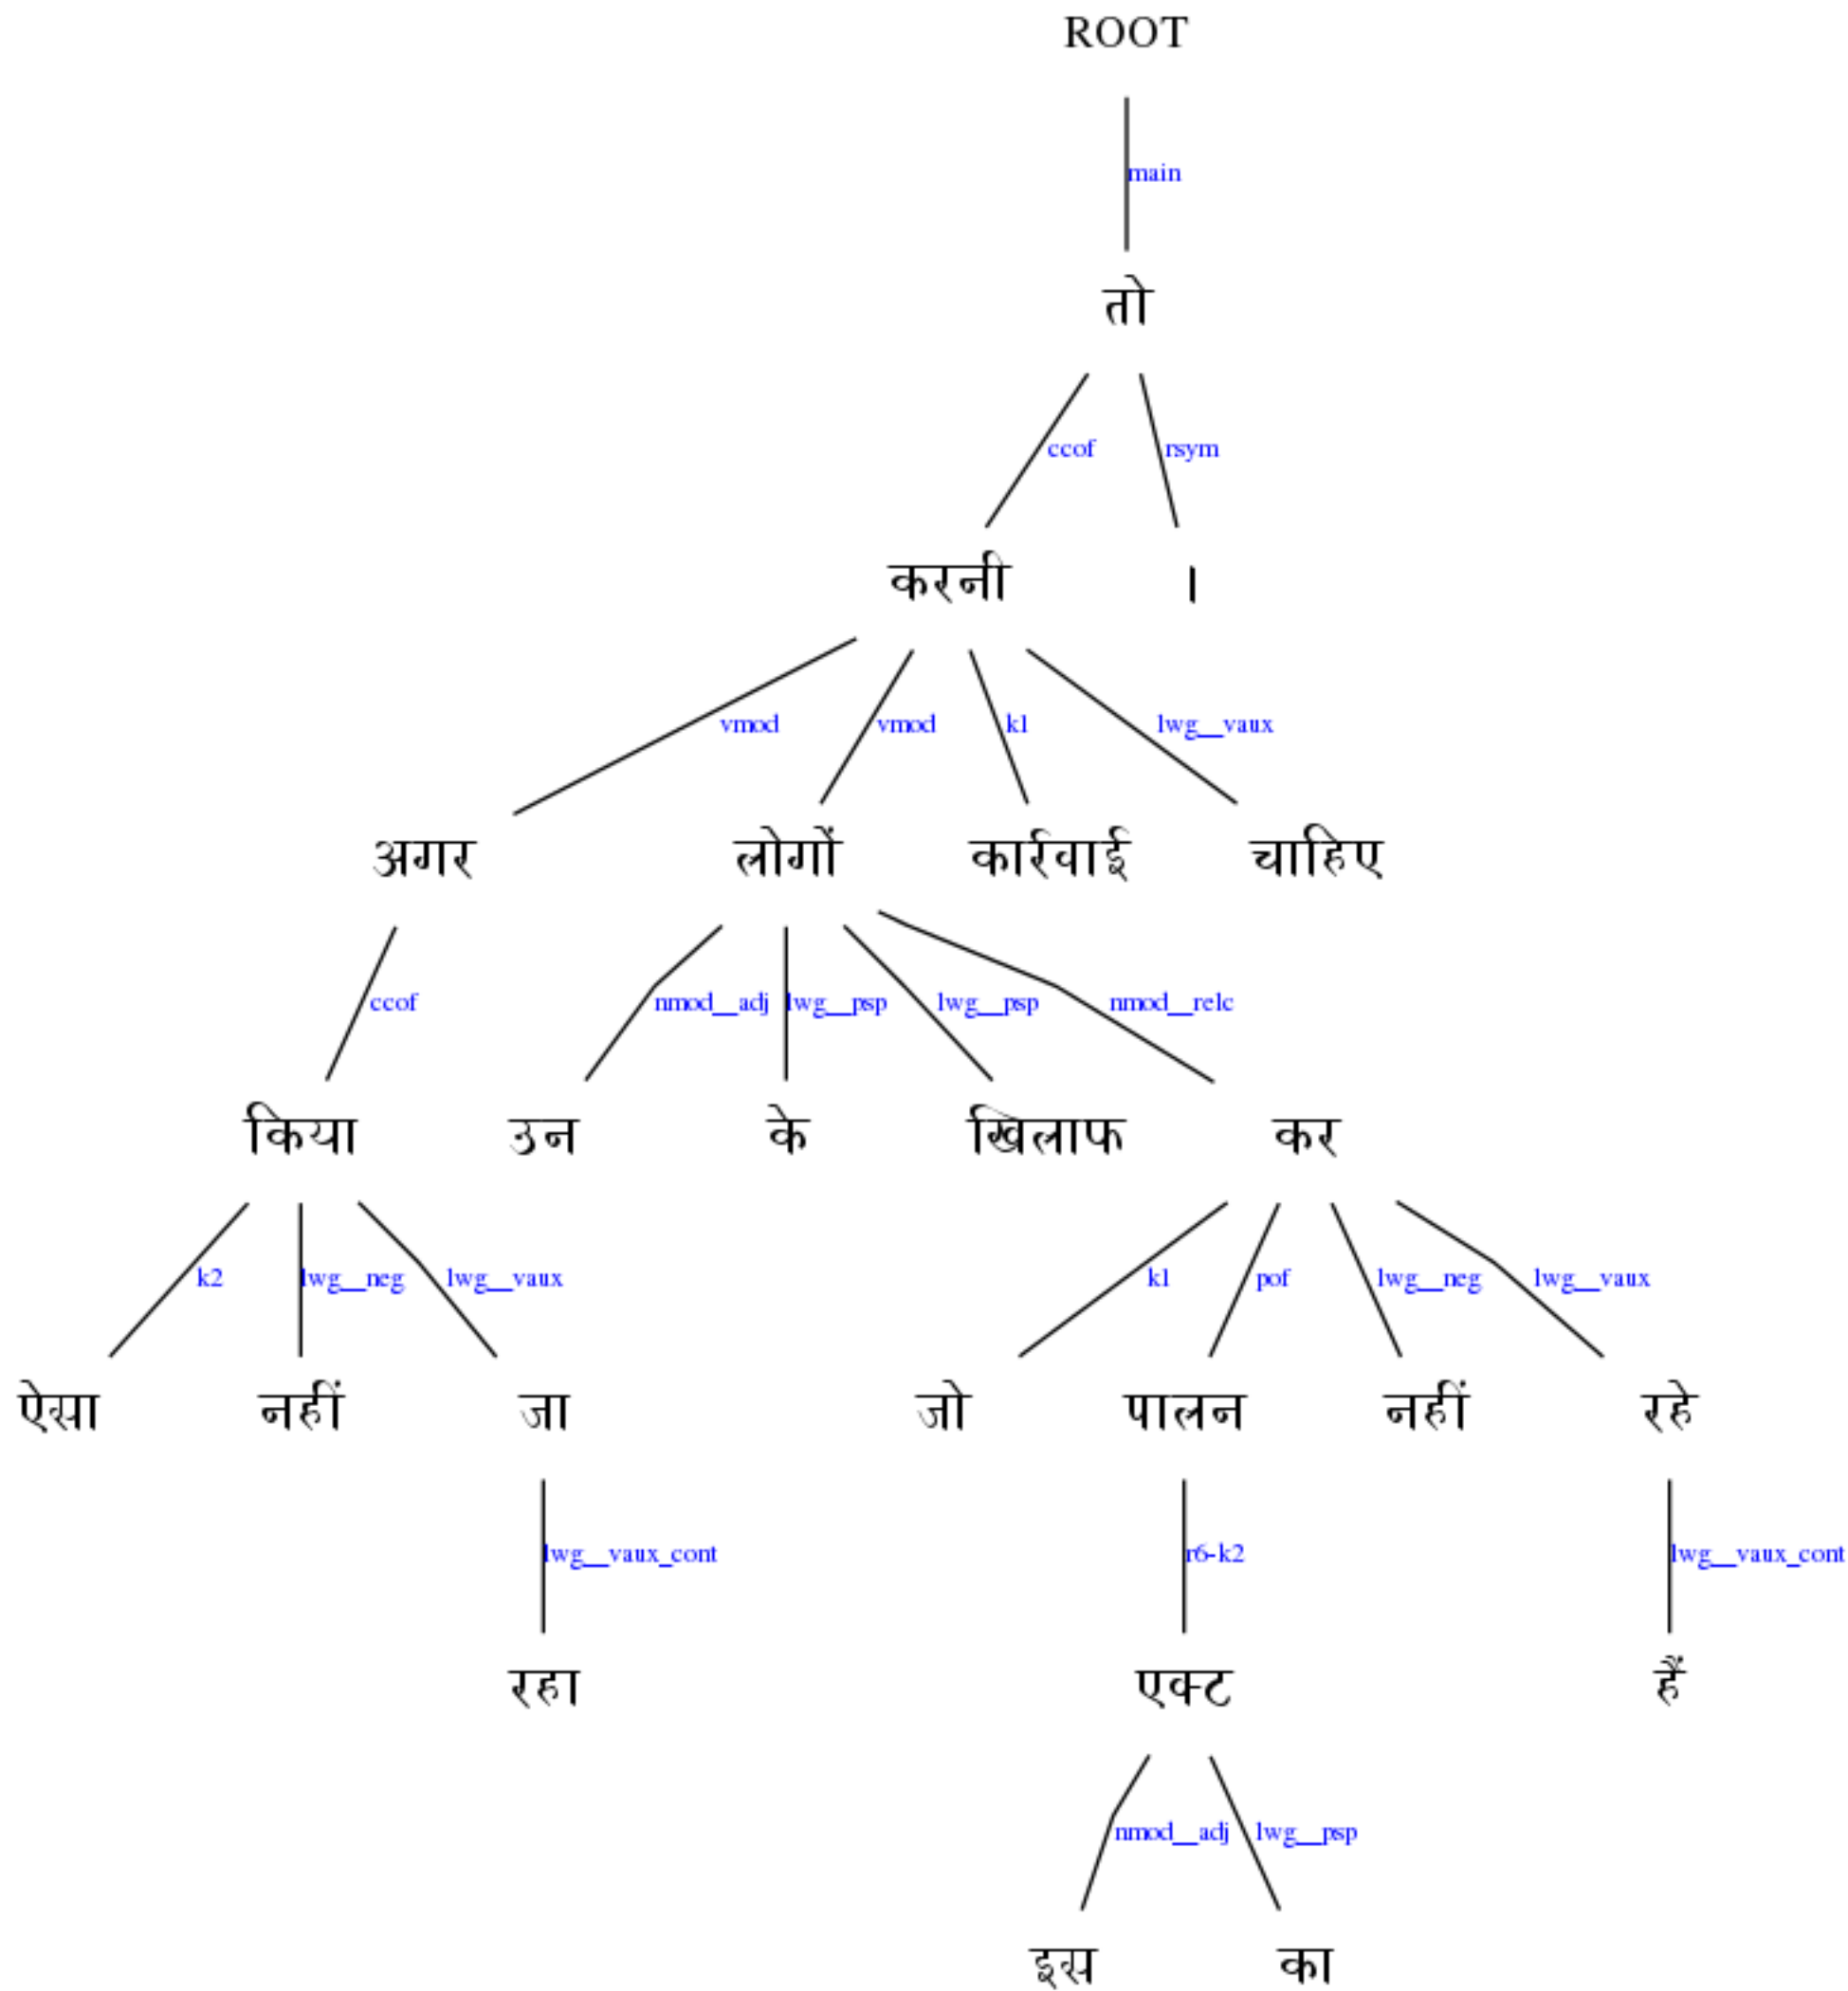 ROOT
main
तो
ccof rsym
करनी ।
vmod vmod k1 lwg__vaux
अगर लोगों कार्रवाई चाहिए
ccof nmod__adj lwg__psp lwg__psp nmod__relc
किया उन के खिलाफ कर
k2 lwg__neg lwg__vaux k1 pof lwg__neg lwg__vaux
ऐसा नहीं जा जो पालन नहीं रहे
lwg__vaux_cont r6-k2 lwg__vaux_cont
रहा एक्ट हैं
nmod__adj lwg__psp
इस का